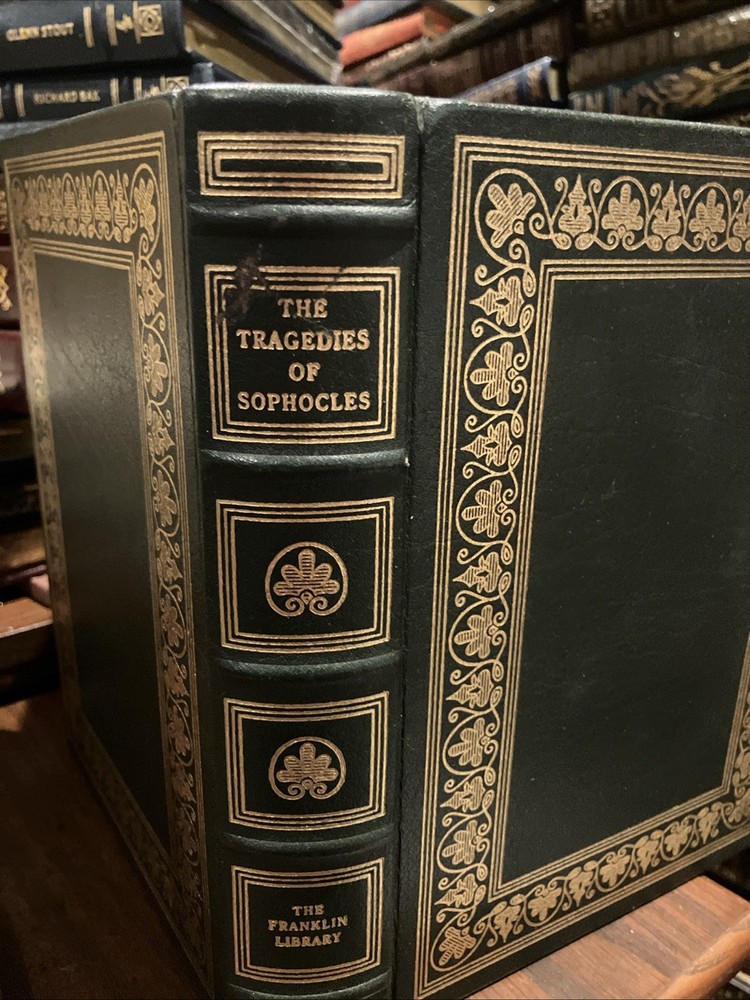 GLENN STOUT
RICHARD BAK
THE
TRAGEDIES
OF
SOPHOCLES
THE
FRANKLIN
LIBRARY